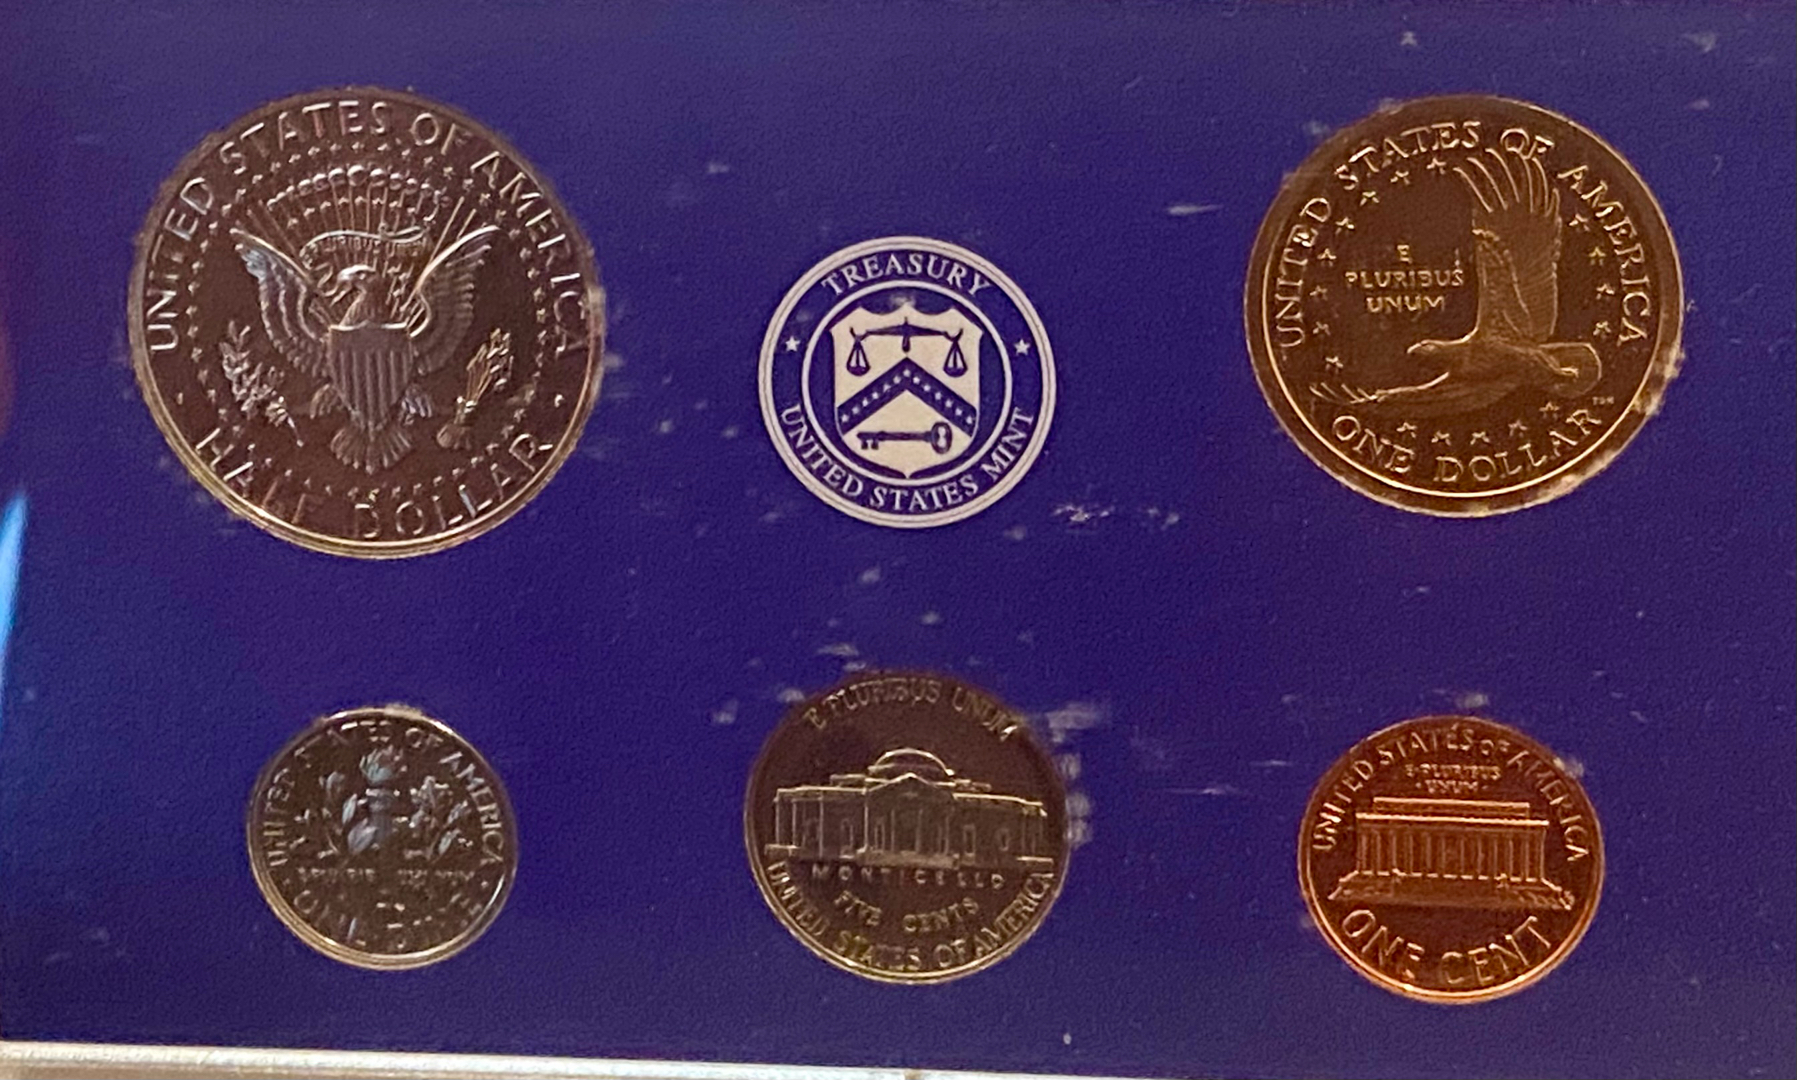 UNITED STATES OF AMERICA
PLURIBUS UNUM
HALF DOLLAR
TREASURY
UNITED STATES MINT
UNITED STATES OF AMERICA
E
PLURIBUS
UNUM
ONE DOLLAR
UNITED STATES OF AMERICA
E PLURIBUS UNUM
MONTICELLO
FIVE CENTS
UNITED STATES OF AMERICA
UNITED STATES OF AMERICA
E PLURIBUS
UNUM
ONE CENT